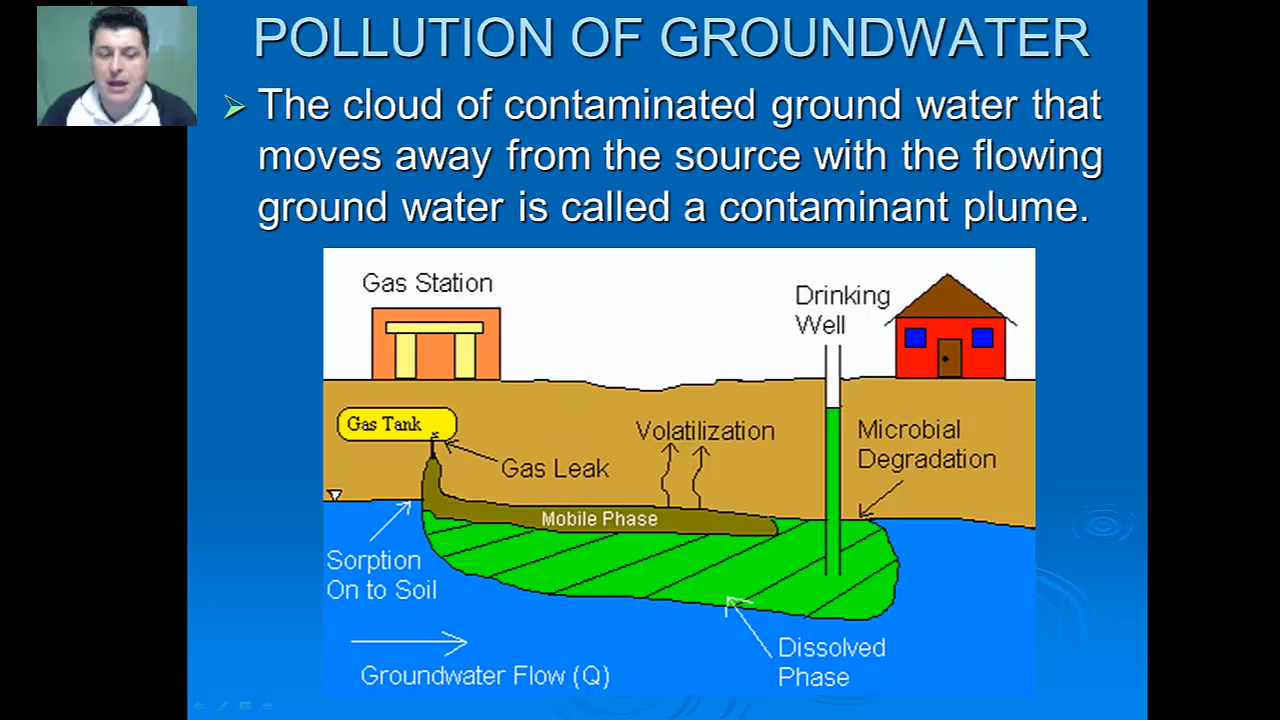 POLLUTION OF GROUNDWATER
The cloud of contaminated ground water that
moves away from the source with the flowing
ground water is called a contaminant plume.
Gas Station
Drinking
Well
Gas Tank
Volatilization
Microbial
Degradation
Gas Leak
Mobile Phase
Sorption
On to Soil
Dissolved
Phase
Groundwater Flow (Q)